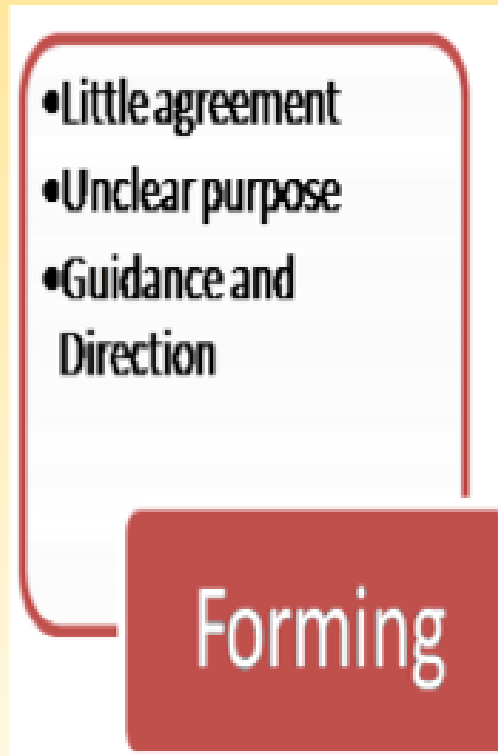 •Little agreement
•Unclear purpose
•Guidance and
Direction
Forming